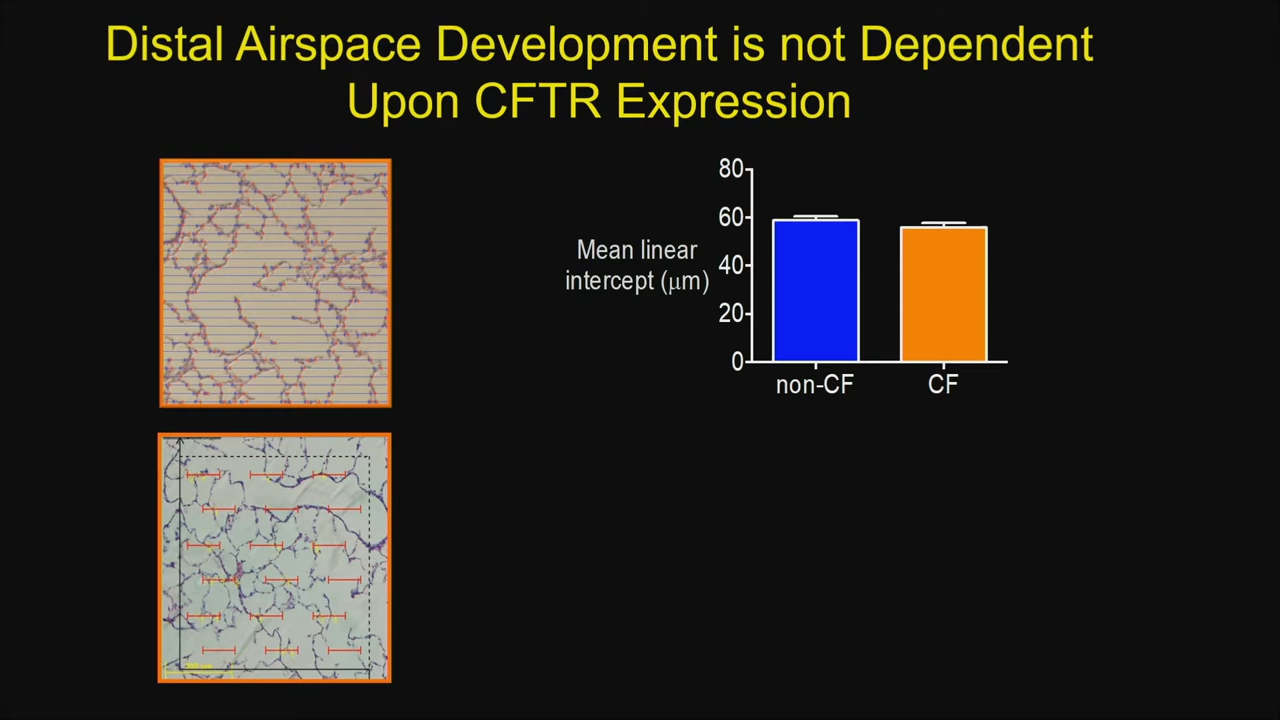 Distal Airspace Development is not Dependent
Upon CFTR Expression
Mean linear
intercept (μm)
80
60
40
20
0
non-CF
CF